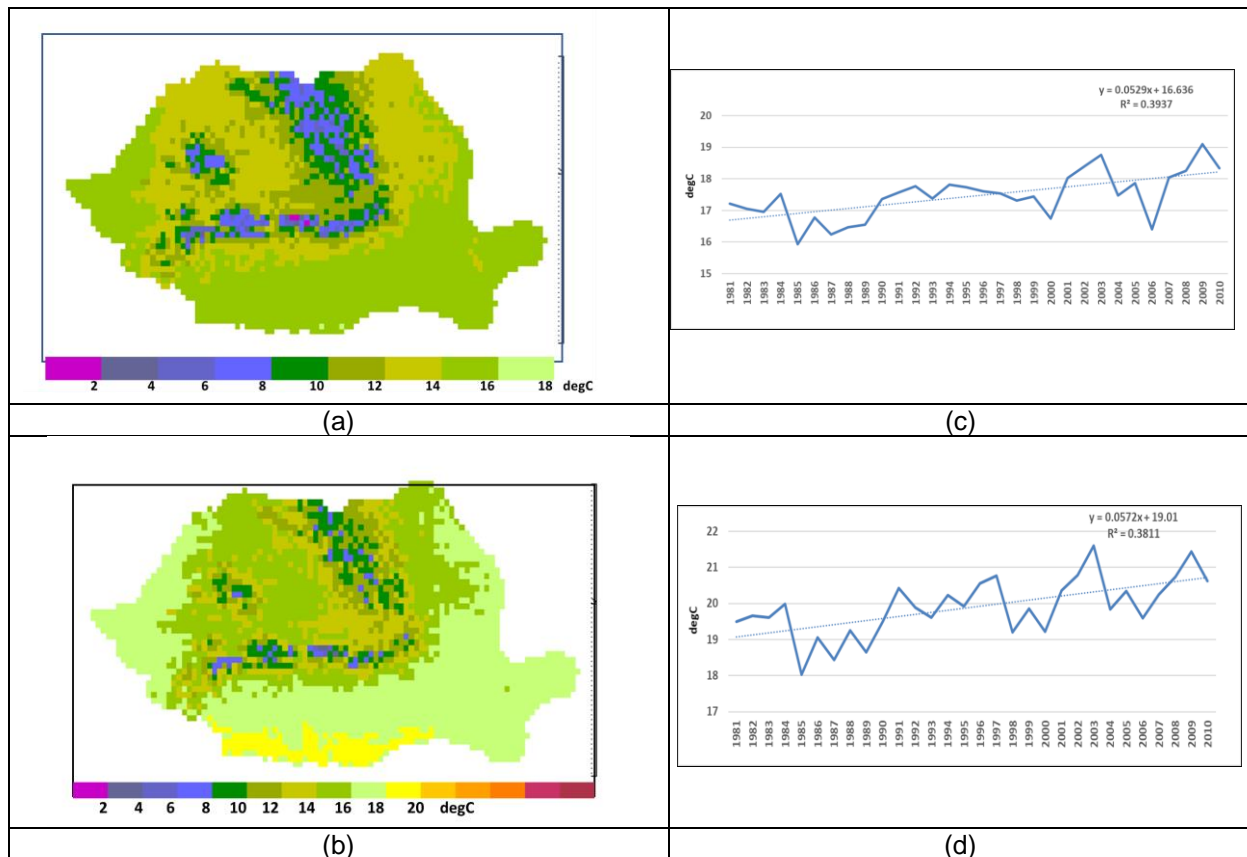 2 4 6 8 10 12 14 16 18 degC
y = 0.0529x + 16.636
R² = 0.3937
20
19
18
17
16
15
degC
1981 1982 1983 1984 1985 1986 1987 1988 1989 1990 1991 1992 1993 1994 1995 1996 1997 1998 1999 2000 2001 2002 2003 2004 2005 2006 2007 2008 2009 2010
(a)
(c)
2 4 6 8 10 12 14 16 18 20 degC
y = 0.0572x + 19.01
R² = 0.3811
22
21
20
19
18
17
degC
1981 1982 1983 1984 1985 1986 1987 1988 1989 1990 1991 1992 1993 1994 1995 1996 1997 1998 1999 2000 2001 2002 2003 2004 2005 2006 2007 2008 2009 2010
(b)
(d)